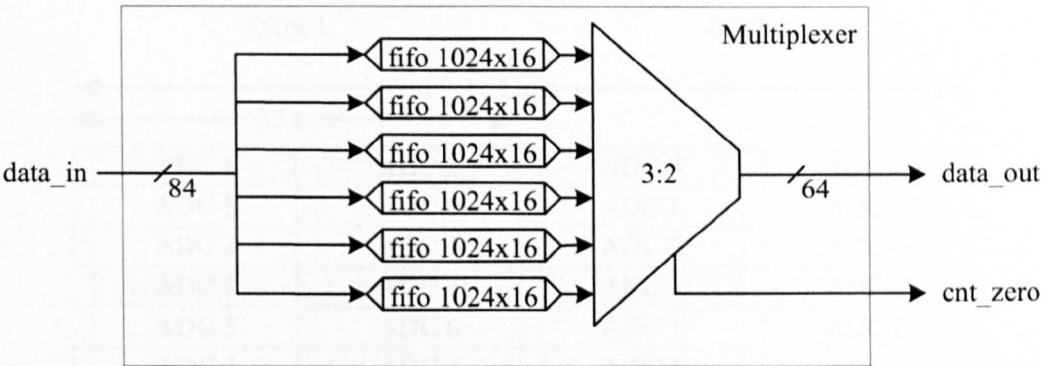 Multiplexer
fifo 1024x16
fifo 1024x16
fifo 1024x16
fifo 1024x16
fifo 1024x16
fifo 1024x16
data_in
84
3:2
64
data_out
cnt_zero